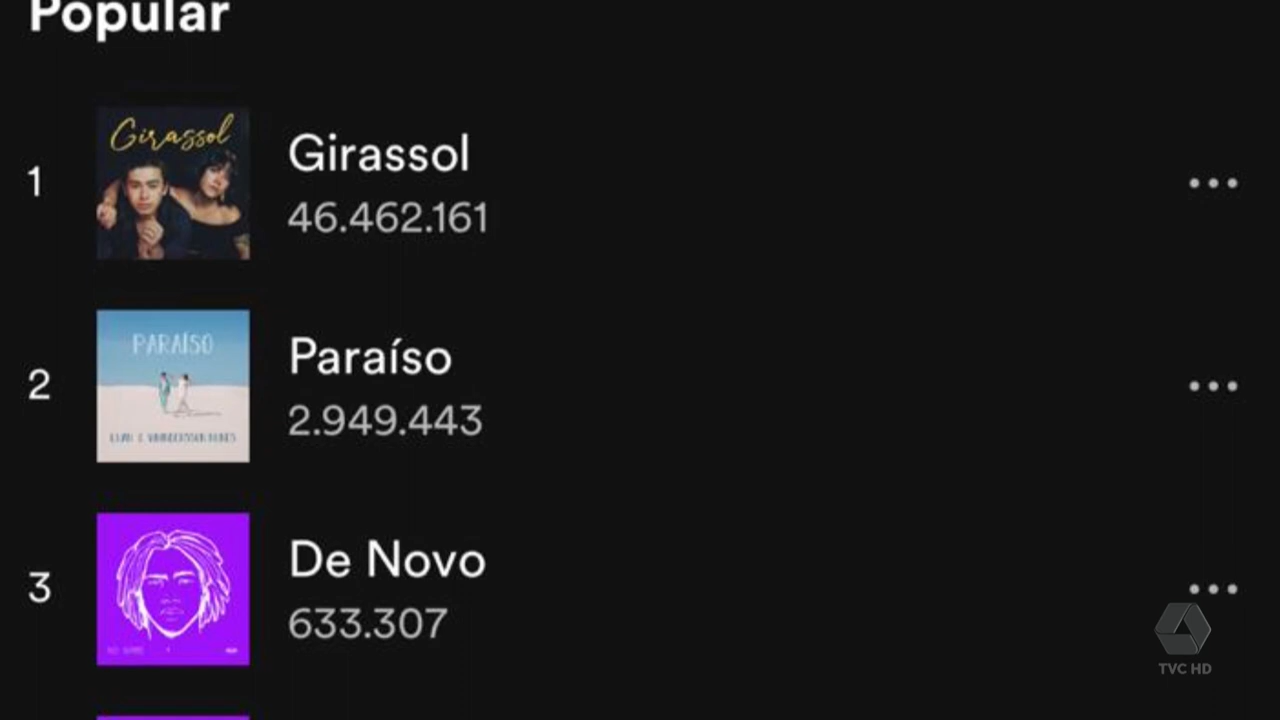 Popular
1
Girassol
Girassol
46.462.161
2
PARAÍSO
Paraíso
2.949.443
3
De Novo
633.307
TVC HD